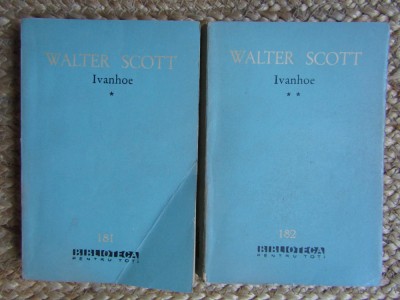 WALTER SCOTT
Ivanhoe
*
181
BIBLIOTECA
PENTRU TOȚI
WALTER SCOTT
Ivanhoe
**
182
BIBLIOTECA
PENTRU TOȚI